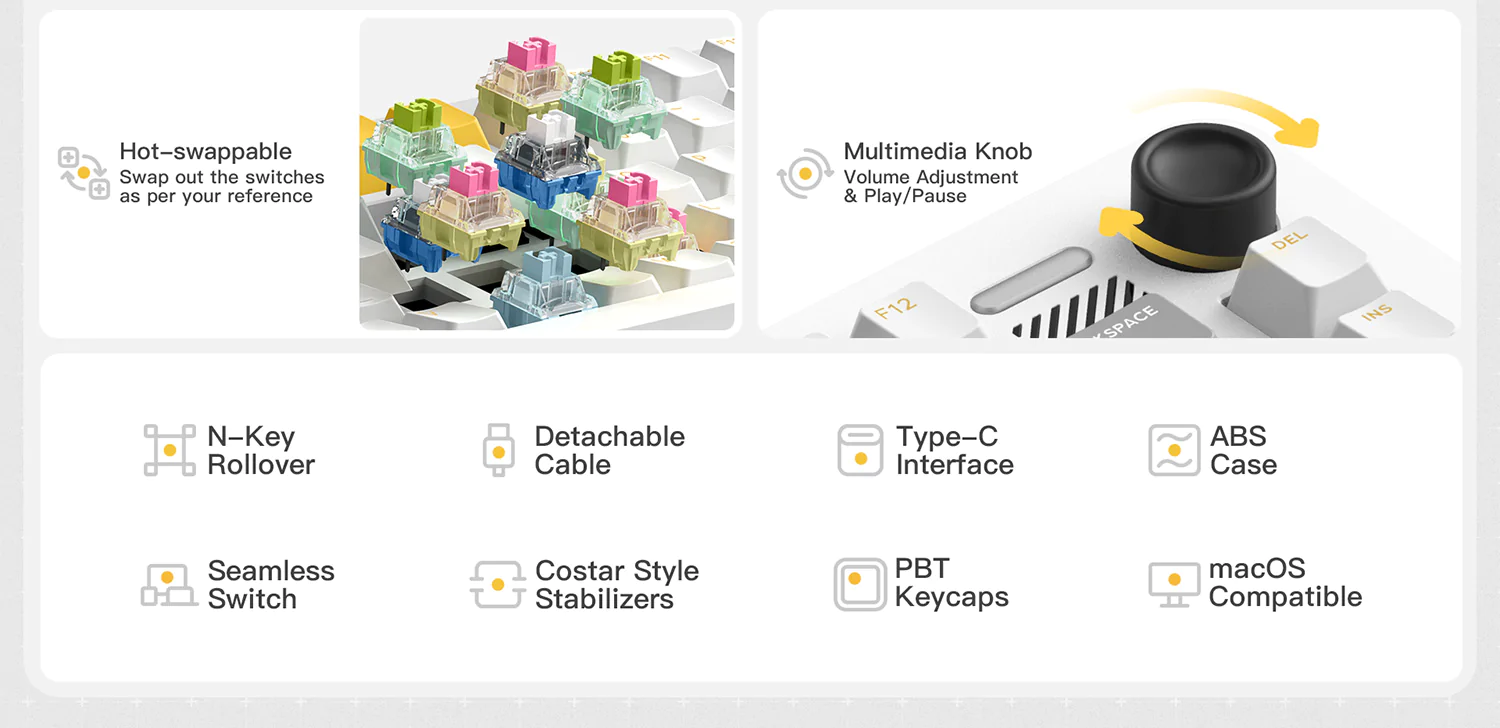 Hot-swappable
Swap out the switches
as per your reference
F11
Multimedia Knob
Volume Adjustment
& Play/Pause
DEL
F12
INS
KSPACE
N-Key
Rollover
Detachable
Cable
Type-C
Interface
ABS
Case
Seamless
Switch
Costar Style
Stabilizers
PBT
Keycaps
macOS
Compatible